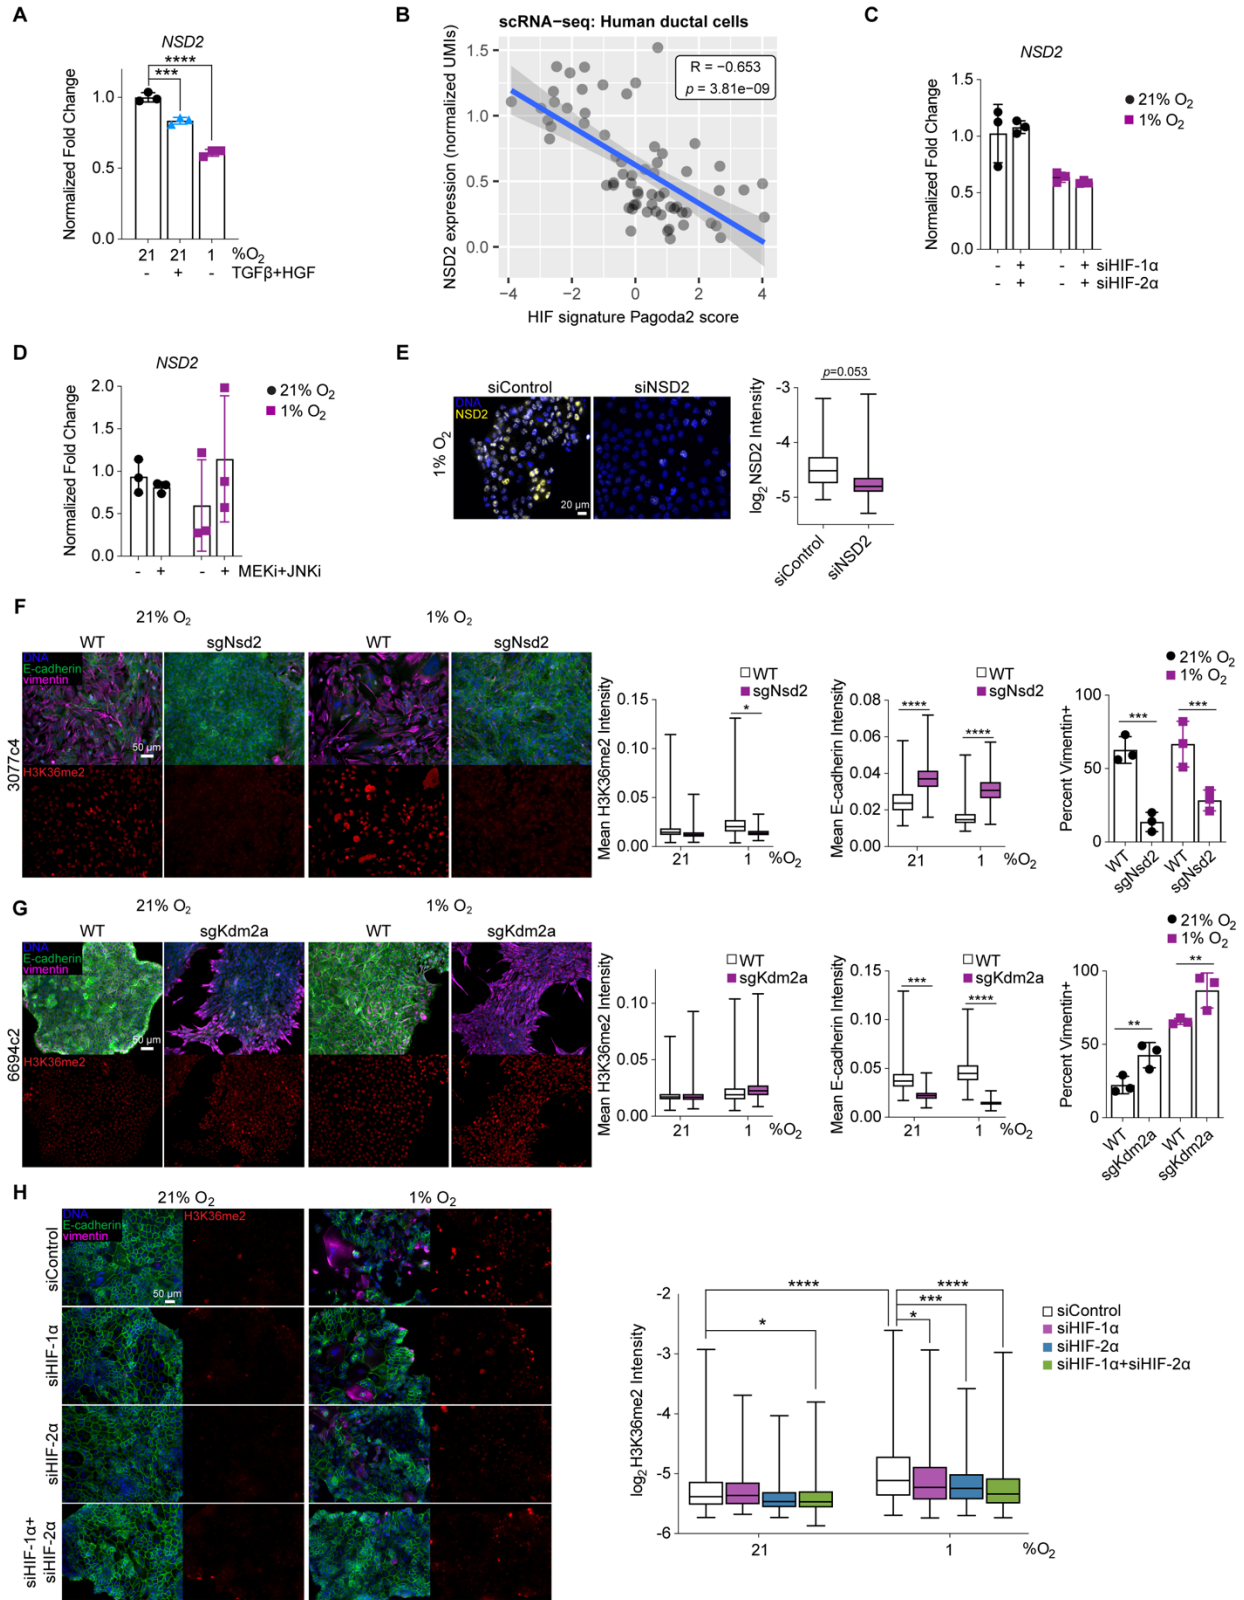 A
NSD2
****
***
Normalized Fold Change
1.0
0.5
0.0
21 21 1 %O2
- + - TGFβ+HGF
B
scRNA−seq: Human ductal cells
NSD2 expression (normalized UMIs)
1.5
1.0
0.5
0.0
R = −0.653
p = 3.81e−09
−4 −2 0 2 4
HIF signature Pagoda2 score
C
NSD2
Normalized Fold Change
1.5
1.0
0.5
0.0
21% O2
1% O2
- + - + siHIF-1α
- + - + siHIF-2α
D
NSD2
Normalized Fold Change
2.0
1.5
1.0
0.5
0.0
21% O2
1% O2
- + - + MEKi+JNKi
E
siControl siNSD2
DNA
NSD2
1% O2
20 μm
p=0.053
log2NSD2 Intensity
-3
-4
-5
siControl
siNSD2
F
21% O2 1% O2
WT sgNsd2 WT sgNsd2
DNA
E-cadherin
vimentin
50 μm
H3K36me2
3077c4
WT
sgNsd2
*
Mean H3K36me2 Intensity
0.15
0.10
0.05
0.00
21 1 %O2
WT
sgNsd2
****
****
Mean E-cadherin Intensity
0.08
0.06
0.04
0.02
0.00
21 1 %O2
21% O2
1% O2
*** ***
Percent Vimentin+
100
50
0
WT
sgNsd2
WT
sgNsd2
G
21% O2 1% O2
WT sgKdm2a WT sgKdm2a
DNA
E-cadherin
vimentin
50 μm
H3K36me2
6694c2
WT
sgKdm2a
Mean H3K36me2 Intensity
0.10
0.05
0.00
21 1 %O2
WT
sgKdm2a
***
****
Mean E-cadherin Intensity
0.15
0.10
0.05
0.00
21 1 %O2
21% O2
1% O2
**
**
Percent Vimentin+
100
50
0
WT
sgKdm2a
WT
sgKdm2a
H
21% O2 1% O2
DNA
E-cadherin
vimentin
H3K36me2
50 μm
siControl
siHIF-1α
siHIF-2α
siHIF-1α+
siHIF-2α
log2H3K36me2 Intensity
-2
-3
-4
-5
-6
**** ****
***
* *
siControl
siHIF-1α
siHIF-2α
siHIF-1α+siHIF-2α
21 1 %O2